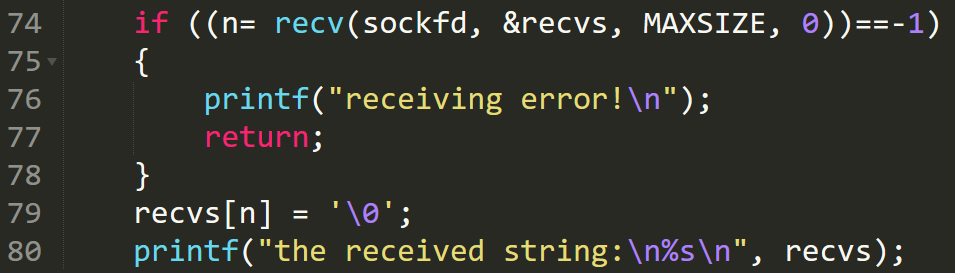 74 if ((n= recv(sockfd, &recvs, MAXSIZE, 0))==-1)
75 {
76 printf("receiving error!\n");
77 return;
78 }
79 recvs[n] = '\0';
80 printf("the received string:\n%s\n", recvs);